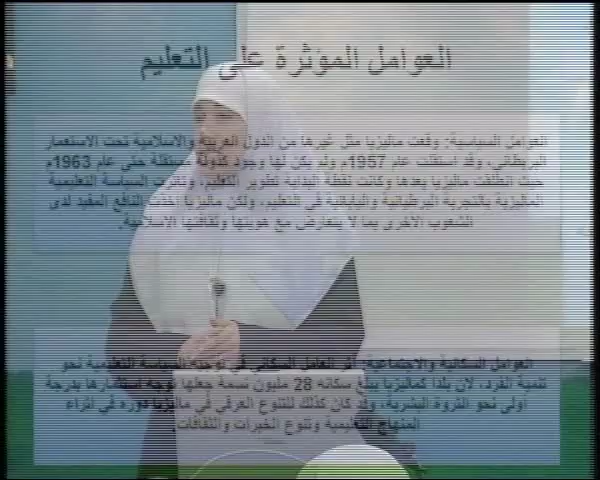 العوامل المؤثرة على التعليم
العوامل السياسية: وقعت ماليزيا مثل غيرها من الدول العربية والاسلامية تحت الاستعمار
البريطاني، وقد استقلت عام 1957م ولم يكن لها وجود كدولة مستقلة حتى عام 1963م
حيث انطلقت ماليزيا بعدها وكانت نقطة البداية تطوير التعليم، وتأثرت السياسة التعليمية
الماليزية بالتجربة البرطيانية واليابانية في التعليم، ولكن ماليزيا اخذت النافع المفيد لدى
الشعوب الاخرى بما لا يتعارض مع هويتها وثقافتها الاسلامية.
العوامل السكانية والاجتماعية: أثر العامل السكاني في توجيه السياسة التعليمية نحو
تنمية الفرد، لان بلدا كماليزيا يبلغ سكانه 28 مليون نسمة جعلها توجه استثمارها بدرجة
أولى نحو الثروة البشرية، وقد كان كذلك للتنوع العرقي في ماليزيا دوره في اثراء
المنهاج التعليمية وتنوع الخبرات والثقافات.